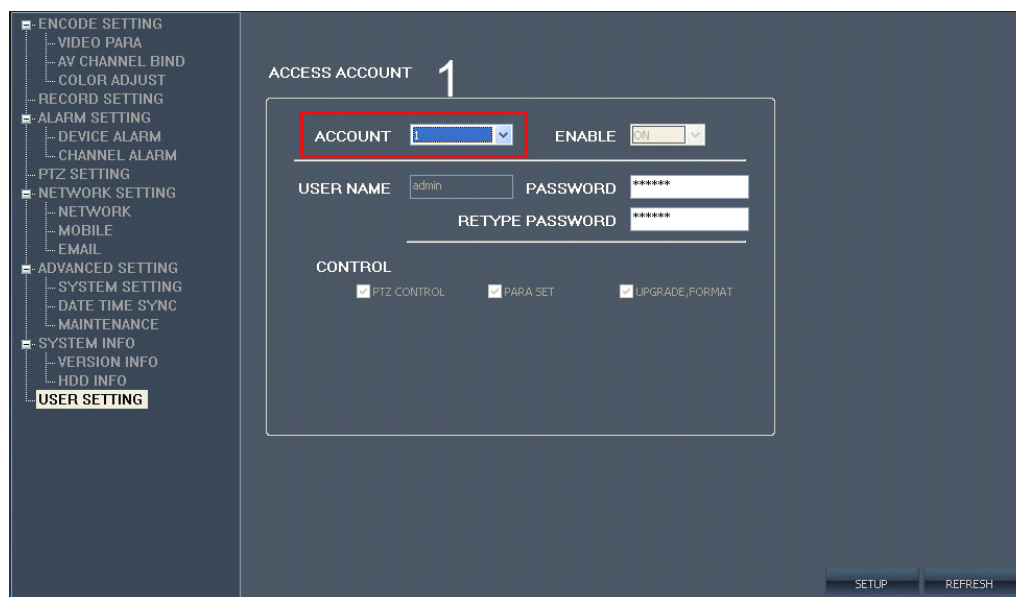 ENCODE SETTING
VIDEO PARA
AV CHANNEL BIND
COLOR ADJUST
RECORD SETTING
ALARM SETTING
DEVICE ALARM
CHANNEL ALARM
PTZ SETTING
NETWORK SETTING
NETWORK
MOBILE
EMAIL
ADVANCED SETTING
SYSTEM SETTING
DATE TIME SYNC
MAINTENANCE
SYSTEM INFO
VERSION INFO
HDD INFO
USER SETTING
ACCESS ACCOUNT 1
ACCOUNT 1 ENABLE ON
USER NAME admin PASSWORD ******
RETYPE PASSWORD ******
CONTROL
PTZ CONTROL PARA SET UPGRADE,FORMAT
SETUP REFRESH